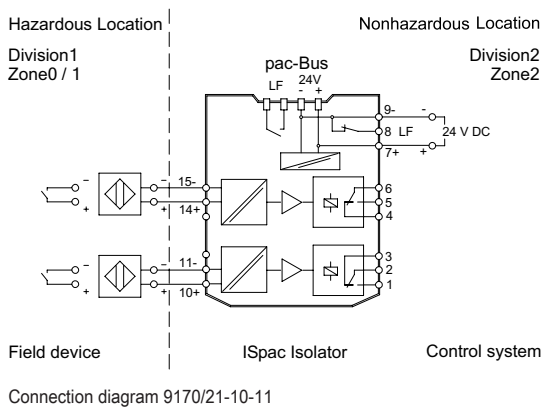 Hazardous Location
Nonhazardous Location
Division1
Zone0 / 1
Division2
Zone2
pac-Bus
LF
24V
- +
9-
-
8 LF
24 V DC
7+
+
-
-
15-
+
+
14+
6
5
4
-
-
11-
+
+
10+
3
2
1
Field device
ISpac Isolator
Control system
Connection diagram 9170/21-10-11